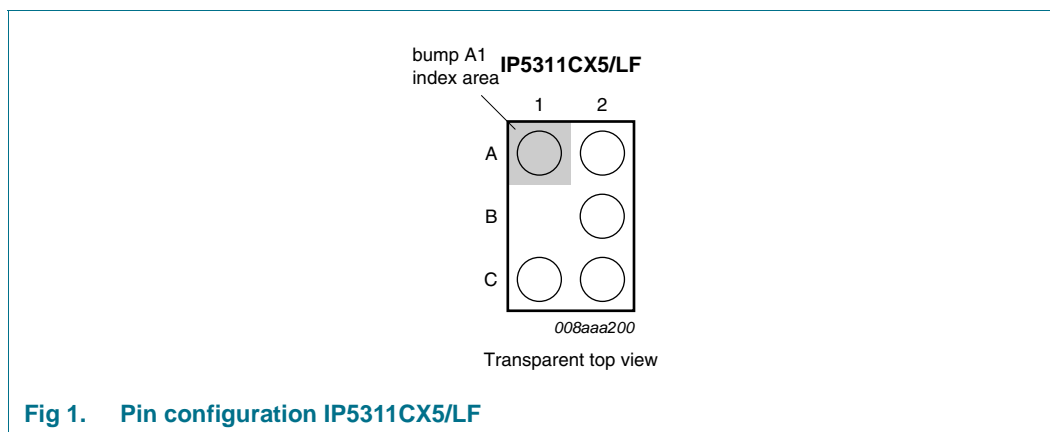 bump A1
index area
IP5311CX5/LF
1 2
A
B
C
008aaa200
Transparent top view
Fig 1. Pin configuration IP5311CX5/LF